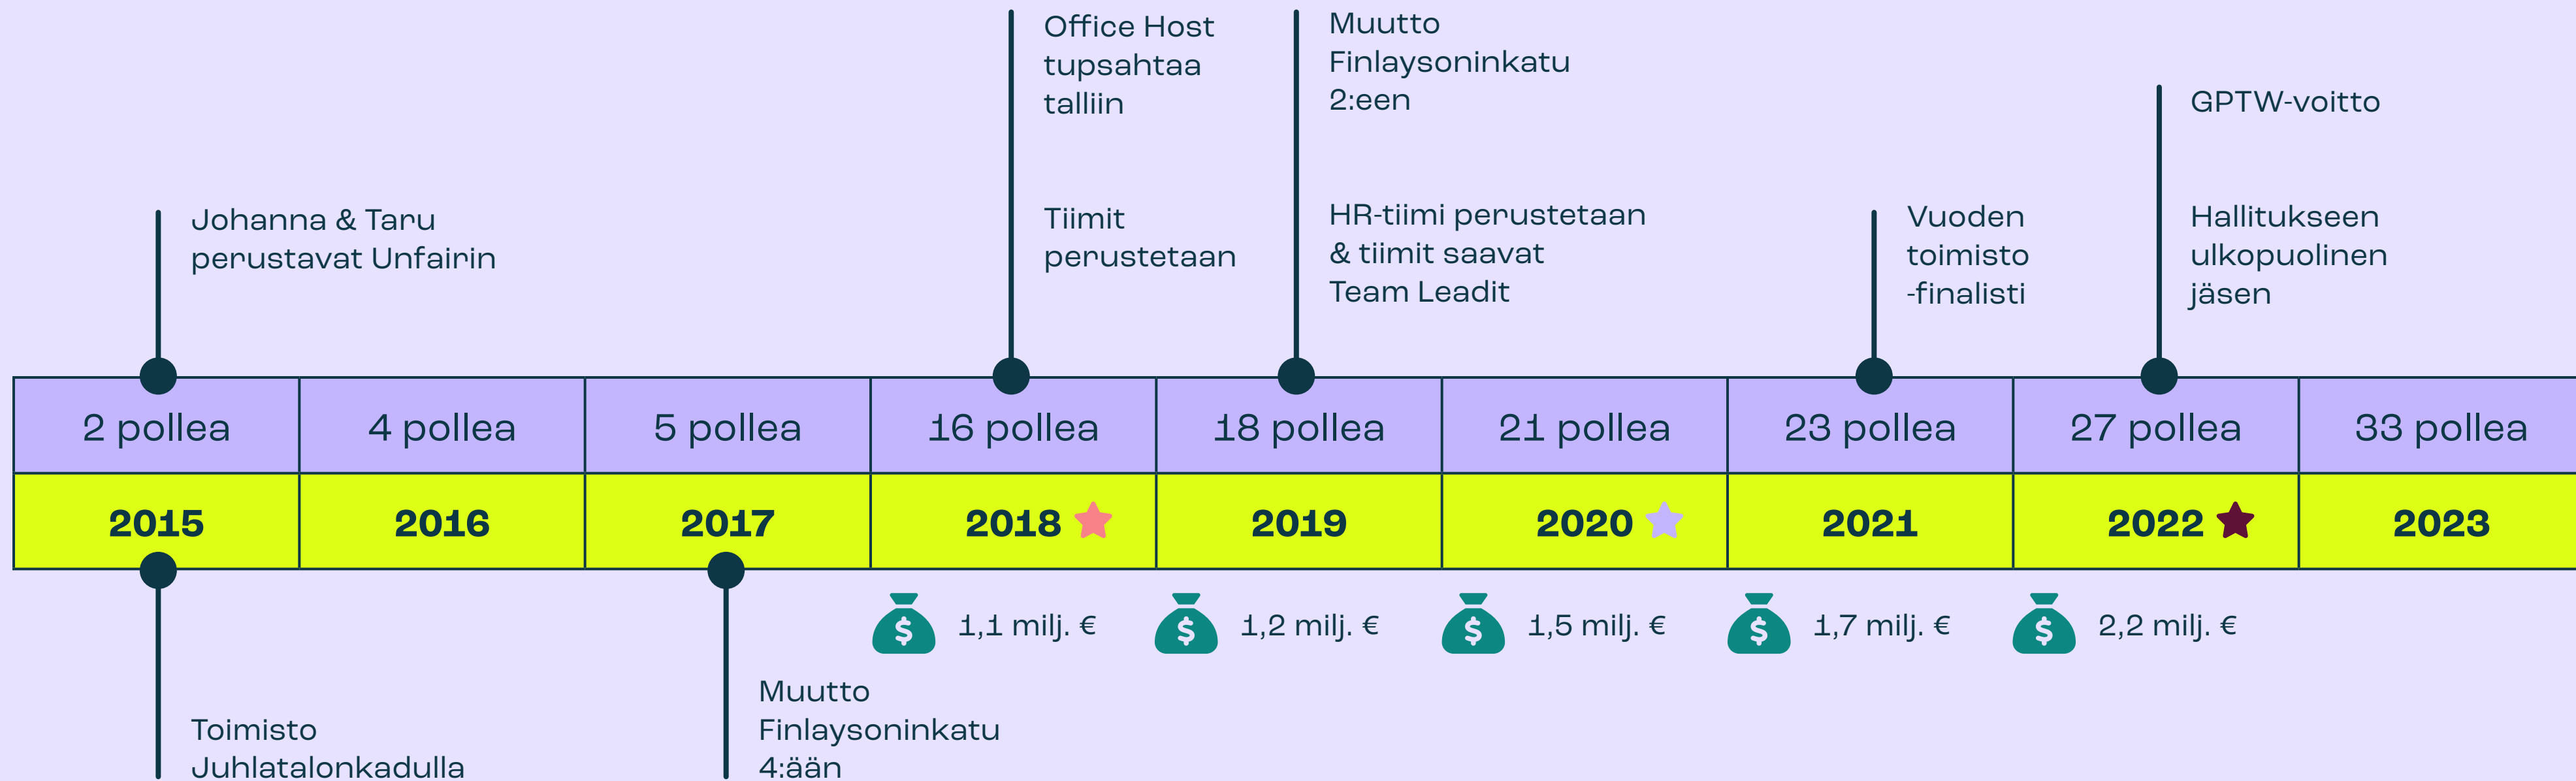 Office Host
tupsahtaa
talliin
Muutto
Finlaysoninkatu
2:een
GPTW-voitto
Johanna & Taru
perustavat Unfairin
Tiimit
perustetaan
HR-tiimi perustetaan
& tiimit saavat
Team Leadit
Vuoden
toimisto
-finalisti
Hallitukseen
ulkopuolinen
jäsen
2 pollea
4 pollea
5 pollea
16 pollea
18 pollea
21 pollea
23 pollea
27 pollea
33 pollea
2015
2016
2017
2018
2019
2020
2021
2022
2023
$ 1,1 milj. €
$ 1,2 milj. €
$ 1,5 milj. €
$ 1,7 milj. €
$ 2,2 milj. €
Toimisto
Juhlatalonkadulla
Muutto
Finlaysoninkatu
4:ään